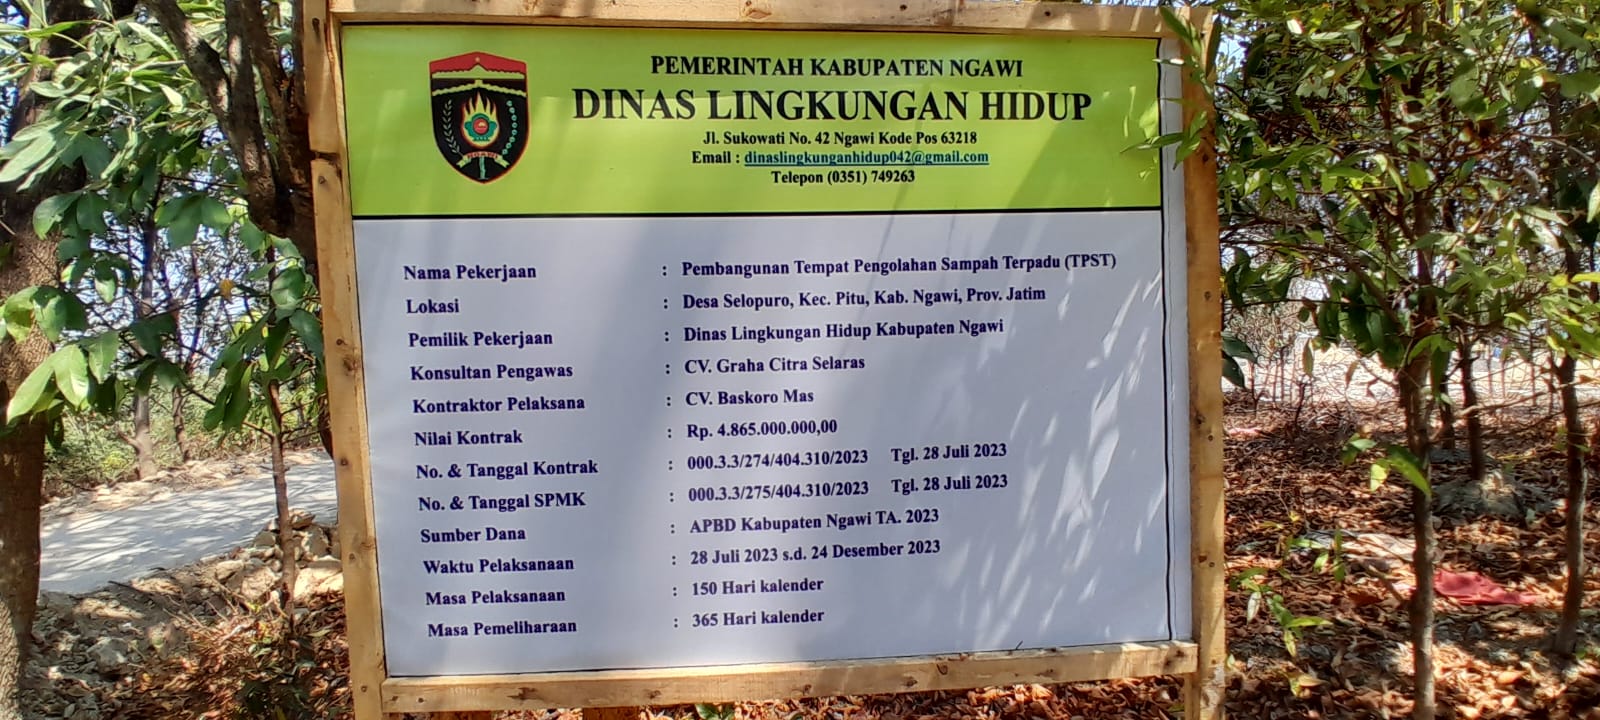 PEMERINTAH KABUPATEN NGAWI
DINAS LINGKUNGAN HIDUP
Jl. Sukowati No. 42 Ngawi Kode Pos 63218
Email : dinaslingkunganhidup042@gmail.com
Telepon (0351) 749263
NGAWI
Nama Pekerjaan : Pembangunan Tempat Pengolahan Sampah Terpadu (TPST)
Lokasi : Desa Selopuro, Kec. Pitu, Kab. Ngawi, Prov. Jatim
Pemilik Pekerjaan : Dinas Lingkungan Hidup Kabupaten Ngawi
Konsultan Pengawas : CV. Graha Citra Selaras
Kontraktor Pelaksana : CV. Baskoro Mas
Nilai Kontrak : Rp. 4.865.000.000,00
No. & Tanggal Kontrak : 000.3.3/274/404.310/2023 Tgl. 28 Juli 2023
No. & Tanggal SPMK : 000.3.3/275/404.310/2023 Tgl. 28 Juli 2023
Sumber Dana : APBD Kabupaten Ngawi TA. 2023
Waktu Pelaksanaan : 28 Juli 2023 s.d. 24 Desember 2023
Masa Pelaksanaan : 150 Hari kalender
Masa Pemeliharaan : 365 Hari kalender